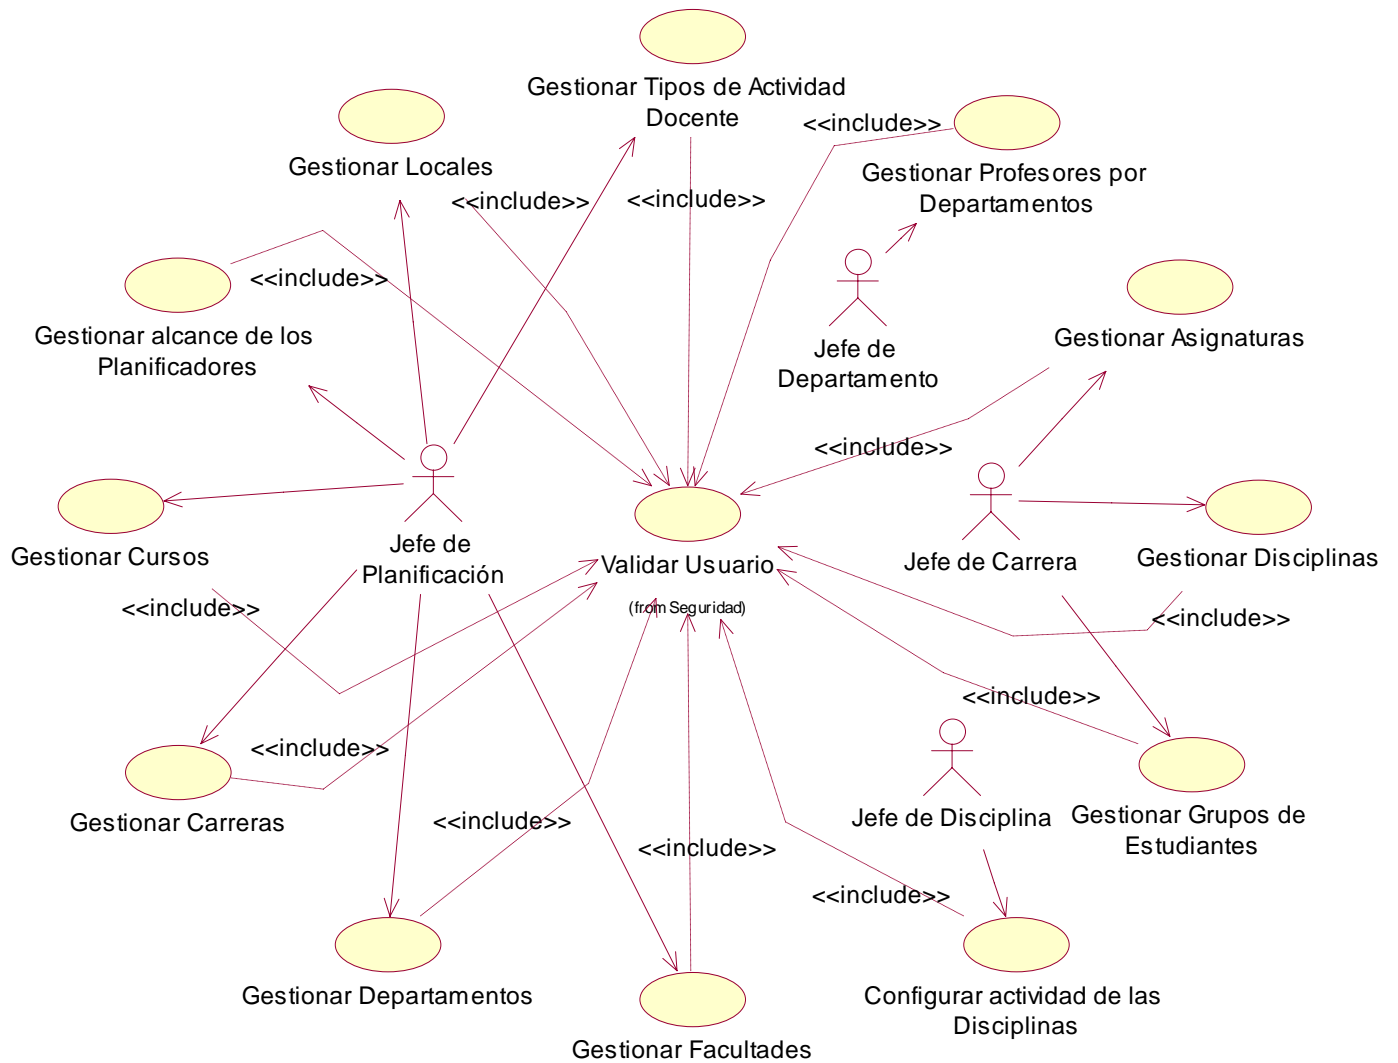 Gestionar Tipos de Actividad
Docente
<<include>>
Gestionar Locales
Gestionar Profesores por
Departamentos
<<include>>
<<include>>
<<include>>
Gestionar alcance de los
Planificadores
Jefe de
Departamento
Gestionar Asignaturas
<<include>>
Gestionar Cursos
Jefe de
Planificación
Validar Usuario
(from Seguridad)
Jefe de Carrera
Gestionar Disciplinas
<<include>>
<<include>>
<<include>>
<<include>>
Gestionar Carreras
<<include>>
<<include>>
Jefe de Disciplina
Gestionar Grupos de
Estudiantes
<<include>>
Gestionar Departamentos
Configurar actividad de las
Disciplinas
Gestionar Facultades